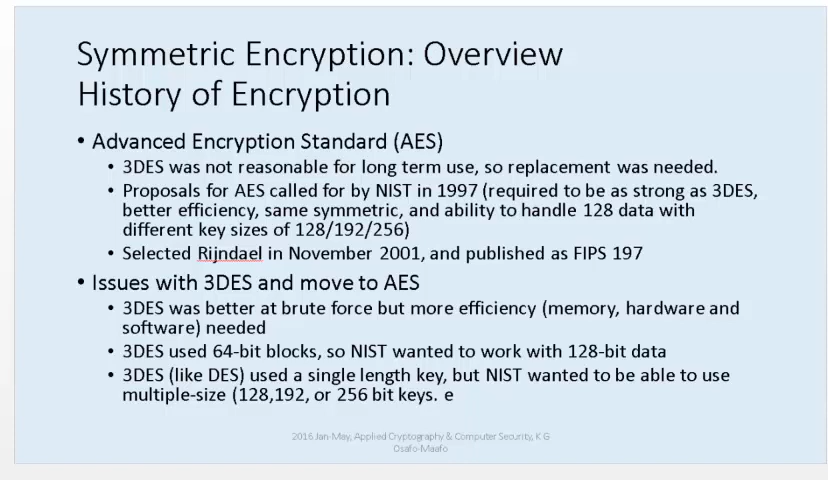 Symmetric Encryption: Overview
History of Encryption
• Advanced Encryption Standard (AES)
• 3DES was not reasonable for long term use, so replacement was needed.
• Proposals for AES called for by NIST in 1997 (required to be as strong as 3DES,
better efficiency, same symmetric, and ability to handle 128 data with
different key sizes of 128/192/256)
• Selected Rijndael in November 2001, and published as FIPS 197
• Issues with 3DES and move to AES
• 3DES was better at brute force but more efficiency (memory, hardware and
software) needed
• 3DES used 64-bit blocks, so NIST wanted to work with 128-bit data
• 3DES (like DES) used a single length key, but NIST wanted to be able to use
multiple-size (128,192, or 256 bit keys. e
2016 Jan-May, Applied Cryptography & Computer Security, K G
Osafo-Maafo